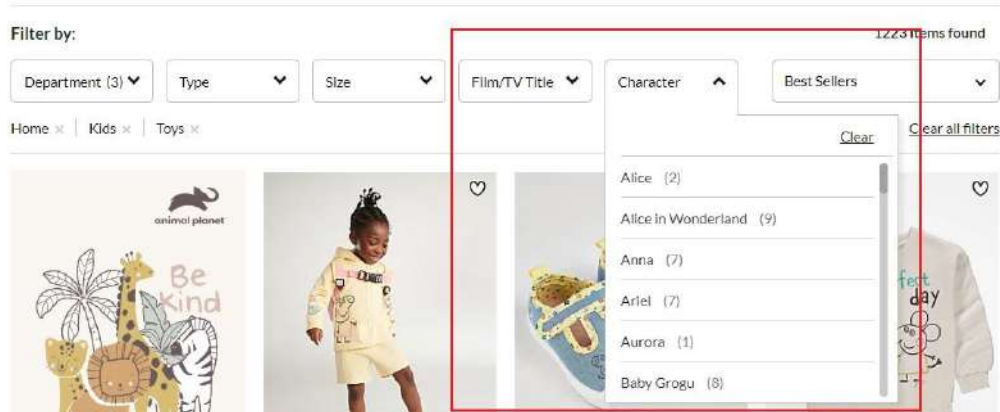 Filter by:
1223 items found
Department (3)
Type
Size
Film/TV Title
Character
Best Sellers
Home × | Kids × | Toys ×
Clear
Clear all filters
Alice (2)
Alice in Wonderland (9)
Anna (7)
Ariel (7)
Aurora (1)
Baby Grogu (8)
animal planet
Be
Kind
day